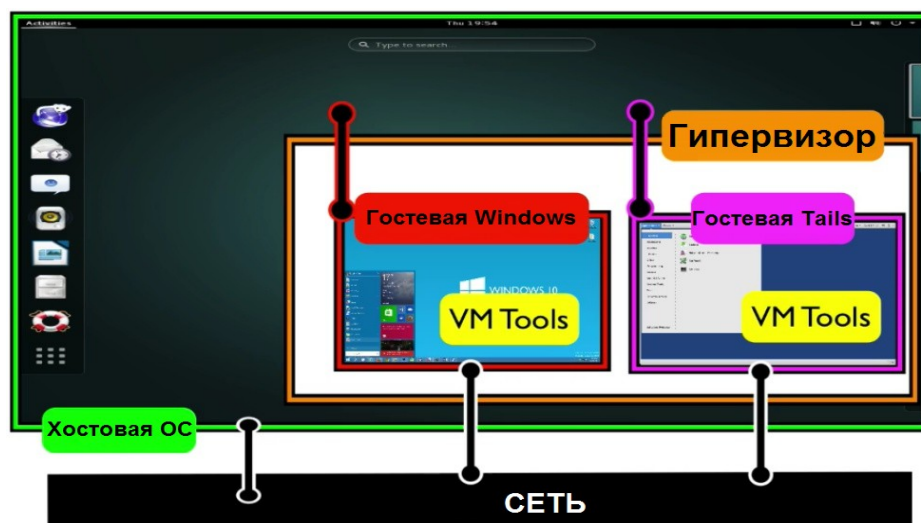 Activities
Thu 19:54
Type to search...
Гипервизор
Гостевая Windows
Гостевая Tails
WINDOWS 10
VM Tools
VM Tools
Хостовая ОС
СЕТЬ